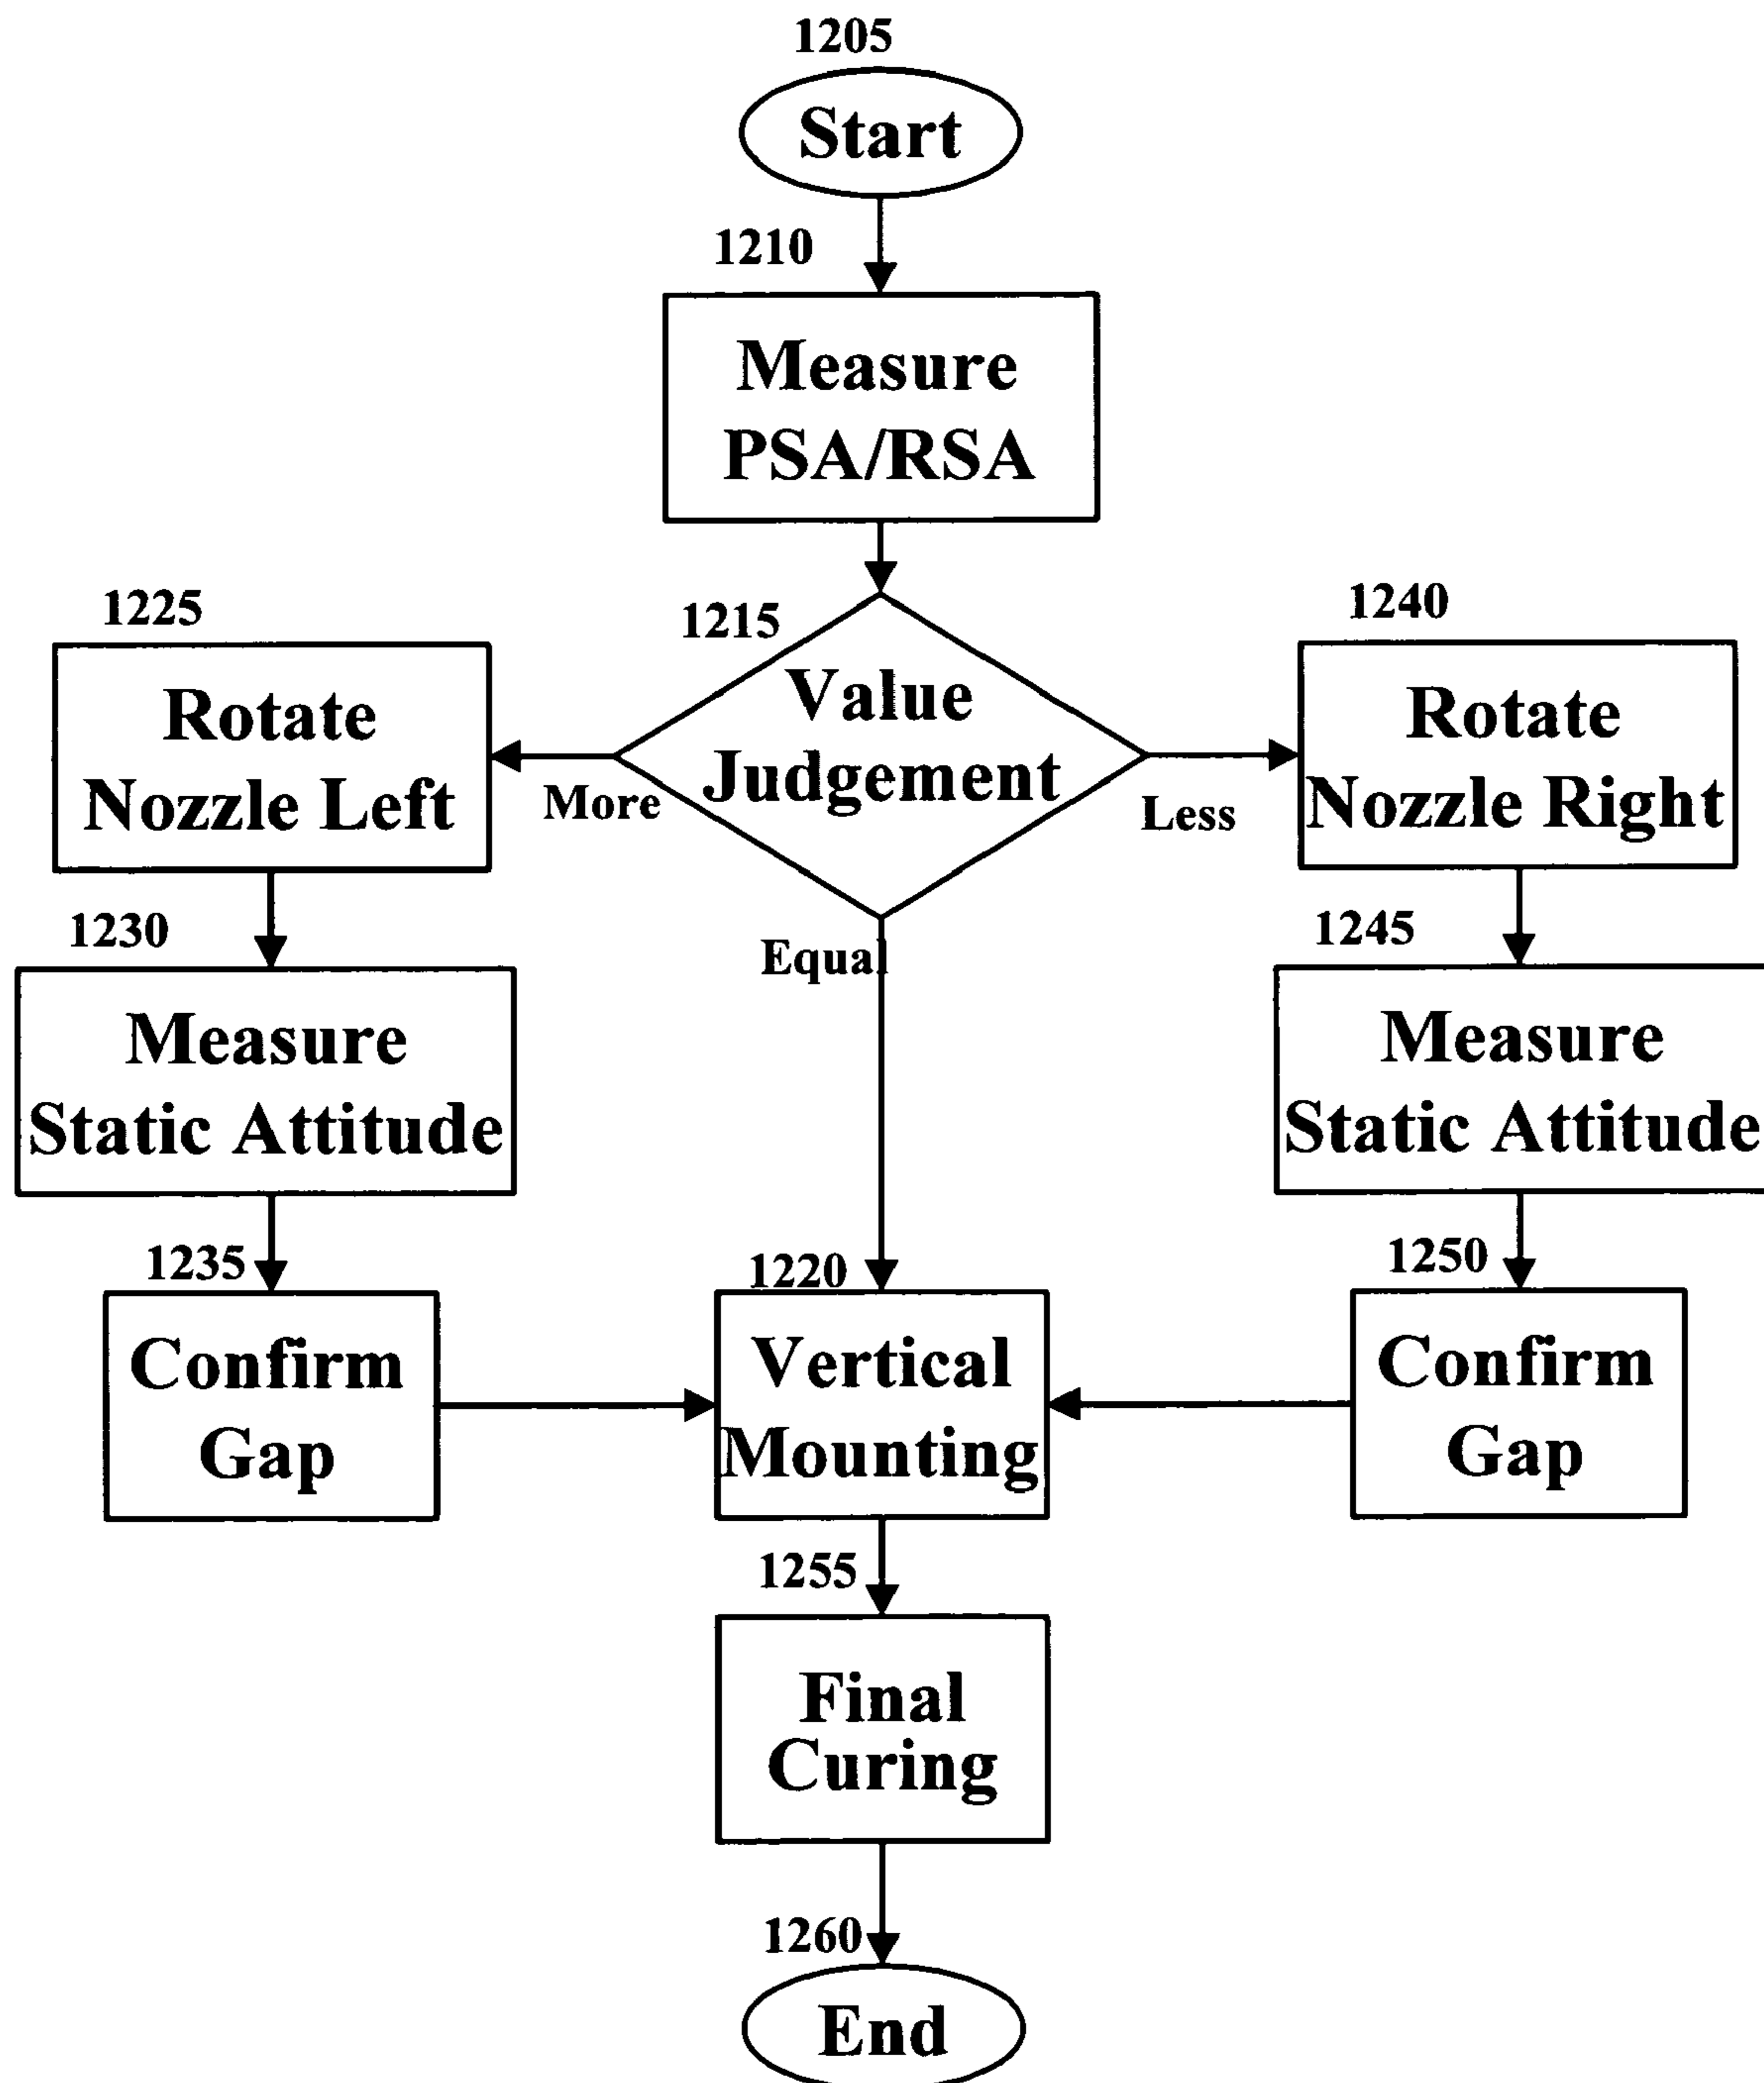 1205
Start
1210
Measure
PSA/RSA
1215
Value
Judgement
More
Less
Equal
1225
Rotate
Nozzle Left
1230
Measure
Static Attitude
1235
Confirm
Gap
1240
Rotate
Nozzle Right
1245
Measure
Static Attitude
1250
Confirm
Gap
1220
Vertical
Mounting
1255
Final
Curing
1260
End